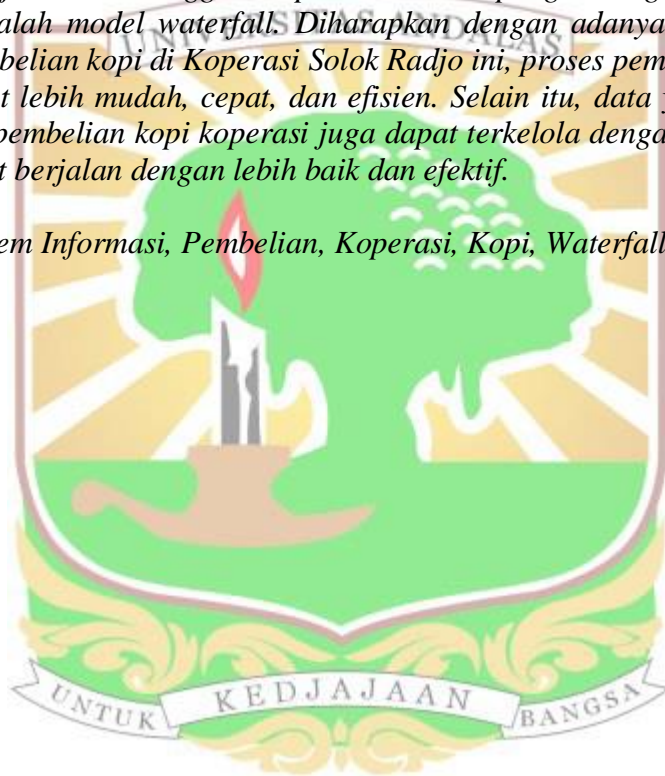 alah model waterfall. Diharapkan dengan adanya
UNIVERSITAS ANDALAS
belian kopi di Koperasi Solok Radjo ini, proses pem
t lebih mudah, cepat, dan efisien. Selain itu, data
pembelian kopi koperasi juga dapat terkelola denga
t berjalan dengan lebih baik dan efektif.
em Informasi, Pembelian, Koperasi, Kopi, Waterfall
UNTUK KEDJAJAAN BANGSA